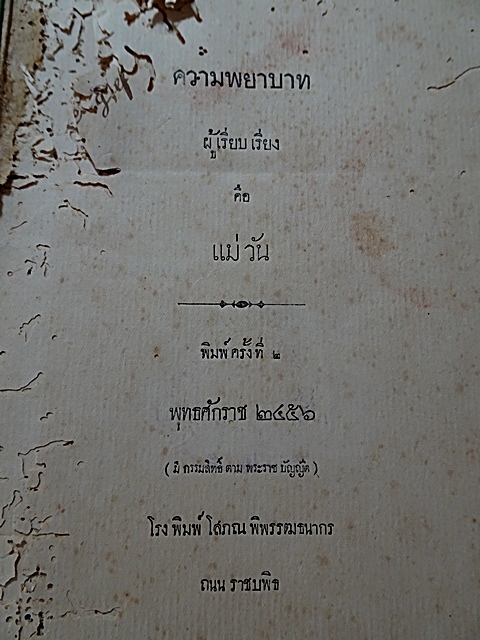 ความพยาบาท
ผู้เรียบเรียง
คือ
แม่วัน
พิมพ์ครั้งที่ ๒
พุทธศักราช ๒๔๕๖
( มี กรรมสิทธิ์ ตาม พระราช บัญญัติ )
โรง พิมพ์ โสภณ พิพรรฒธนากร
ถนน ราชบพิธ